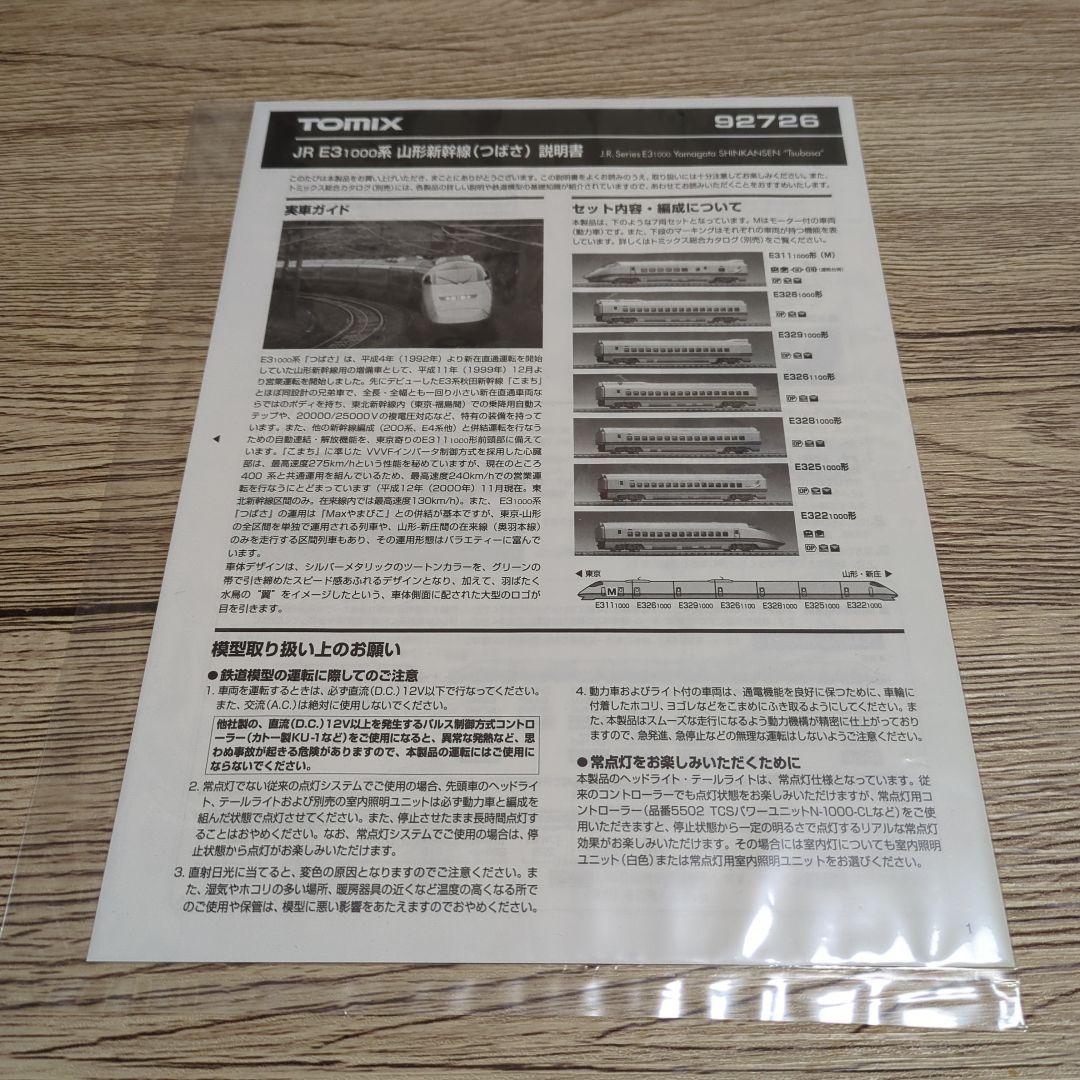 TOMIX
92726
JR E31000系 山形新幹線(つばさ) 説明書
J.R. Series E31000 Yamagata SHINKANSEN "Tsubasa"
このたびは本製品をお買い上げいただき、まことにありがとうございます。この説明書をよくお読みのうえ、取り扱いには十分注意してお楽しみください。また、
トミックス総合カタログ(別売)には、各製品の詳しい説明や鉄道模型の基礎知識が紹介されていますので、あわせてお読みいただくことをおすすめいたします。
実車ガイド
E31000系「つばさ」は、平成4年(1992年)より新在直通運転を開始
していた山形新幹線用の増備車として、平成11年(1999年)12月よ
り営業運転を開始しました。先にデビューしたE3系秋田新幹線「こまち」
とほぼ同設計の兄弟車で、全長・全幅とも一回り小さい新在直通車両な
らではのボディを持ち、東北新幹線内(東京-福島間)での乗降用自動ス
テップや、20000/25000Vの複電圧対応など、特有の装備を持って
います。また、他の新幹線編成(200系、E4系他)と併結運転を行なう
ための自動連結・解放機能を、東京寄りのE3111000形前頭部に備えて
います。「こまち」に準じた VVVFインバータ制御方式を採用した心臓
部は、最高速度275km/hという性能を秘めていますが、現在のところ
400 系と共通運用を組んでいるため、最高速度240km/hでの営業運
転を行なうにとどまっています(平成12年(2000年)11月現在。東
北新幹線区間のみ。在来線内では最高速度130km/h)。また、E31000系
「つばさ」の運用は「Maxやまびこ」との併結が基本ですが、東京-山形
の全区間を単独で運用される列車や、山形-新庄間の在来線(奥羽本線)
のみを走行する区間列車もあり、その運用形態はバラエティーに富んで
います。
車体デザインは、シルバーメタリックのツートンカラーを、グリーンの
帯で引き締めたスピード感あふれるデザインとなり、加えて、羽ばたく
水鳥の"翼"をイメージしたという、車体側面に配された大型のロゴが
目を引きます。
セット内容・編成について
本製品は、下のような7両セットとなっています。Mはモーター付の車両
(動力車)です。また、下段のマーキングはそれぞれの車両が持つ機能を表
しています。詳しくはトミックス総合カタログ(別売)をご覧ください。
E3111000形(M)
E3261000形
E3291000形
E3261100形
E3281000形
E3251000形
E3221000形
◀東京
山形・新庄▶
M
E3111000 E3261000 E3291000 E3261100 E3281000 E3251000 E3221000
模型取り扱い上のお願い
●鉄道模型の運転に際してのご注意
1. 車両を運転するときは、必ず直流(D.C.)12V以下で行なってください。
また、交流(A.C.)は絶対に使用しないでください。
他社製の、直流(D.C.)12V以上を発生するパルス制御方式コントロ
ーラー(カトー製KU-1など)をご使用になると、異常な発熱など、思
わぬ事故が起きる危険がありますので、本製品の運転にはご使用に
ならないでください。
2. 常点灯でない従来の点灯システムでご使用の場合、先頭車のヘッドライ
ト、テールライトおよび別売の室内照明ユニットは必ず動力車と編成を
組んだ状態で点灯させてください。また、停止させたまま長時間点灯す
ることはおやめください。なお、常点灯システムでご使用の場合は、停
止状態から点灯がお楽しみいただけます。
3. 直射日光に当てると、変色の原因となりますのでご注意ください。ま
た、湿気やホコリの多い場所、暖房器具の近くなど温度の高くなる所で
のご使用や保管は、模型に悪い影響をあたえますのでおやめください。
4. 動力車およびライト付の車両は、通電機能を良好に保つために、車輪に
付着したホコリ、ヨゴレなどをこまめにふき取るようにしてください。ま
た、本製品はスムーズな走行になるよう動力機構が精密に仕上がっており
ますので、急発進、急停止などの無理な運転はしないようご注意ください。
●常点灯をお楽しみいただくために
本製品のヘッドライト・テールライトは、常点灯仕様となっています。従
来のコントローラーでも点灯状態をお楽しみいただけますが、常点灯用コ
ントローラー(品番5502 TCSパワーユニットN-1000-CLなど)をご使
用いただきますと、停止状態から一定の明るさで点灯するリアルな常点灯
効果がお楽しみいただけます。その場合には室内灯についても室内照明
ユニット(白色)または常点灯用室内照明ユニットをお選びください。
1